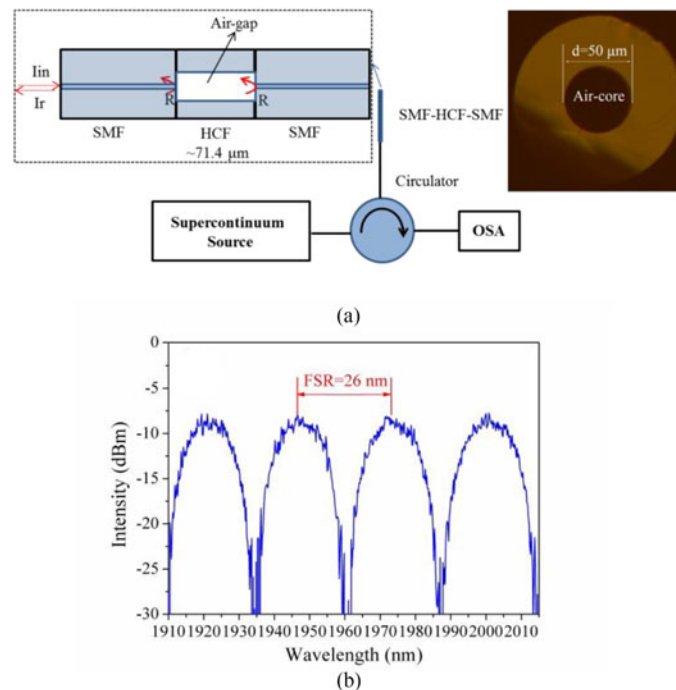 Air-gap
d=50 μm
Air-core
Iin
Ir
R
R
SMF
HCF
SMF
~71.4 μm
SMF-HCF-SMF
Circulator
Supercontinuum
Source
OSA
(a)
0
FSR=26 nm
-5
-10
-15
-20
-25
-30
Intensity (dBm)
1910 1920 1930 1940 1950 1960 1970 1980 1990 2000 2010
Wavelength (nm)
(b)